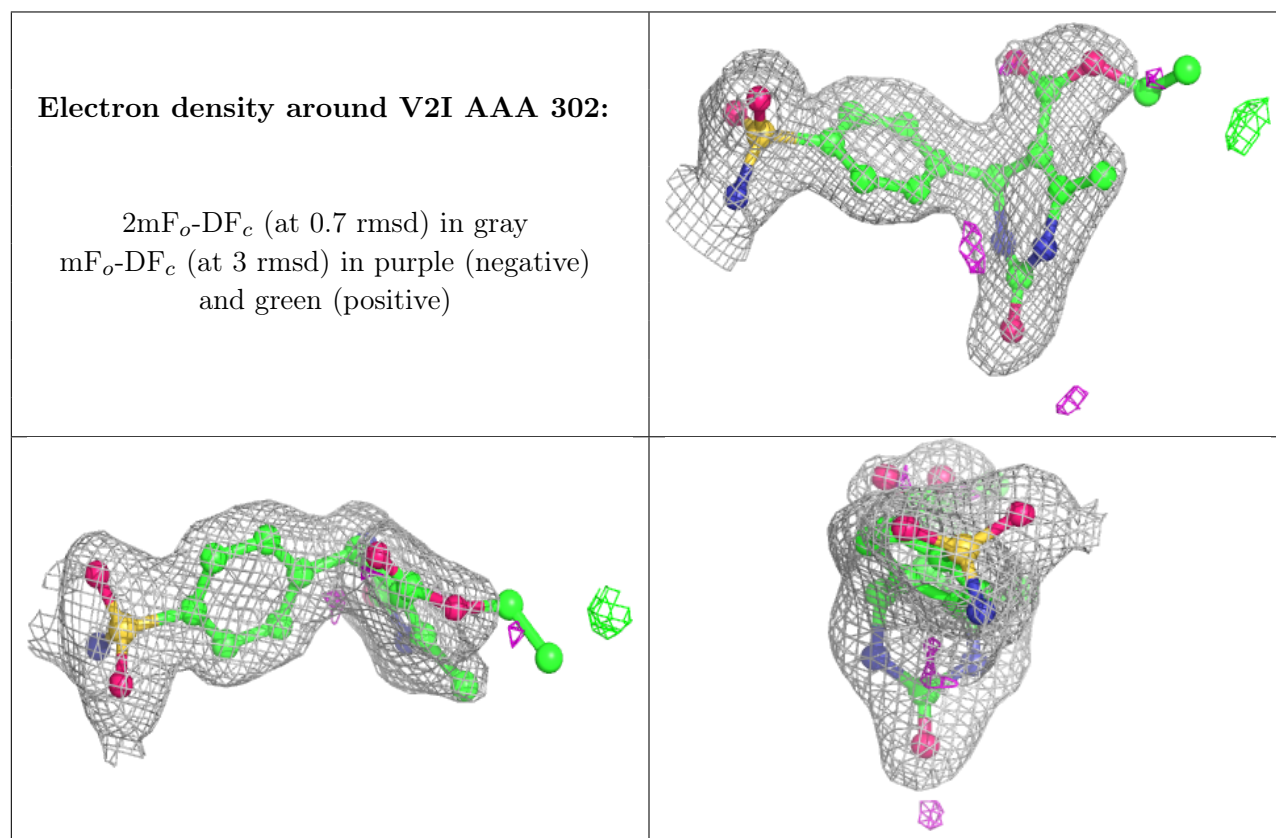 Electron density around V2I AAA 302:
2mFo-DFc (at 0.7 rmsd) in gray
mFo-DFc (at 3 rmsd) in purple (negative)
and green (positive)